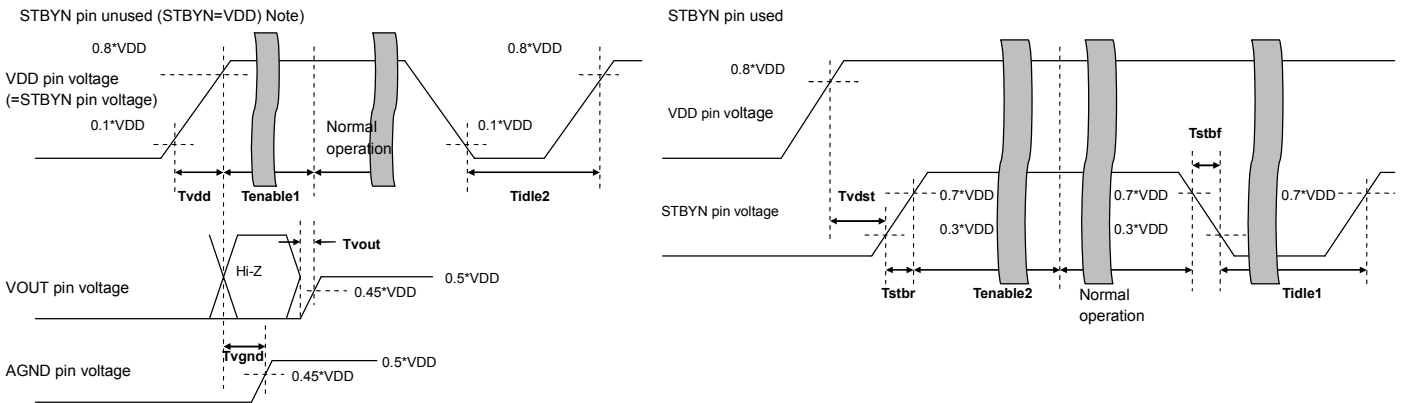 STBYN pin unused (STBYN=VDD) Note)
0.8*VDD
0.8*VDD
VDD pin voltage
(=STBYN pin voltage)
0.1*VDD
Normal
operation
0.1*VDD
Tvdd
Tenable1
Tidle2
Tvout
Hi-Z
VOUT pin voltage
0.5*VDD
0.45*VDD
Tvgnd
AGND pin voltage
0.5*VDD
0.45*VDD
STBYN pin used
0.8*VDD
VDD pin voltage
Tstbf
Tvdst
STBYN pin voltage
0.7*VDD
0.7*VDD
0.7*VDD
0.3*VDD
0.3*VDD
Tstbr
Tenable2
Normal
operation
Tidle1